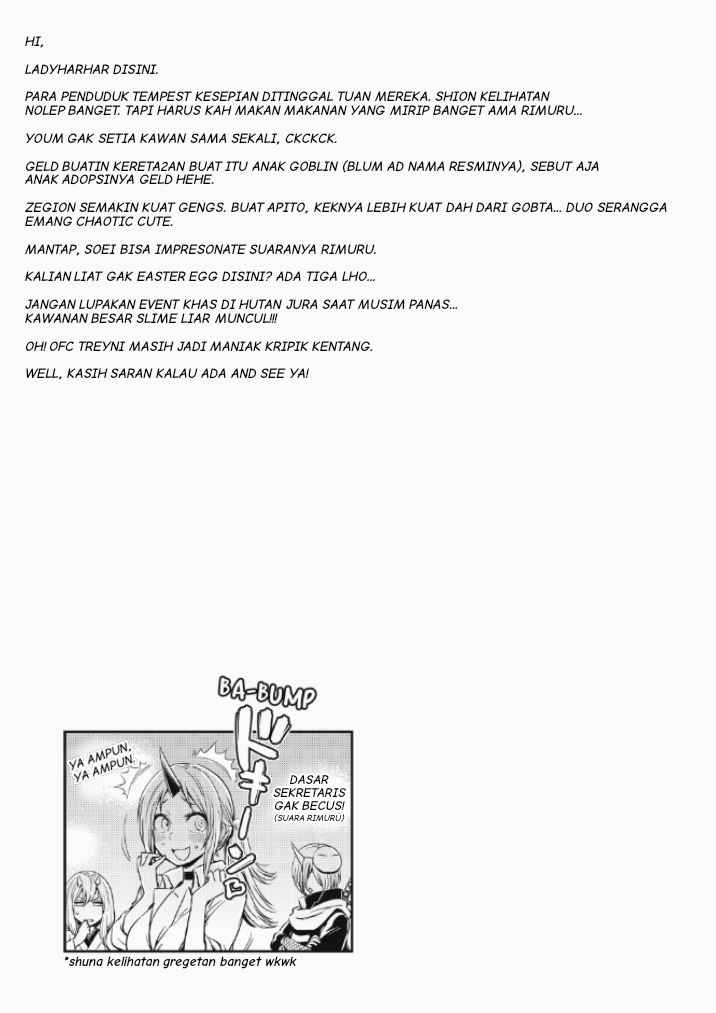 HI,
LADYHARHAR DISINI.
PARA PENDUDUK TEMPEST KESEPIAN DITINGGAL TUAN MEREKA. SHION KELIHATAN
NOLEP BANGET. TAPI HARUS KAH MAKAN MAKANAN YANG MIRIP BANGET AMA RIMURU...
YOUM GAK SETIA KAWAN SAMA SEKALI, CKCKCK.
GELD BUATIN KERETA2AN BUAT ITU ANAK GOBLIN (BLUM AD NAMA RESMINYA), SEBUT AJA
ANAK ADOPSINYA GELD HEHE.
ZEGION SEMAKIN KUAT GENGS. BUAT APITO, KEKNYA LEBIH KUAT DAH DARI GOBTA... DUO SERANGGA
EMANG CHAOTIC CUTE.
MANTAP, SOEI BISA IMPRESONATE SUARANYA RIMURU.
KALIAN LIAT GAK EASTER EGG DISINI? ADA TIGA LHO...
JANGAN LUPAKAN EVENT KHAS DI HUTAN JURA SAAT MUSIM PANAS...
KAWANAN BESAR SLIME LIAR MUNCUL!!!
OH! OFC TREYNI MASIH JADI MANIAK KRIPIK KENTANG.
WELL, KASIH SARAN KALAU ADA AND SEE YA!
BA-BUMP
ドキーン
YA AMPUN,
YA AMPUN.
DASAR
SEKRETARIS
GAK BECUS!
(SUARA RIMURU)
*shuna kelihatan gregetan banget wkwk